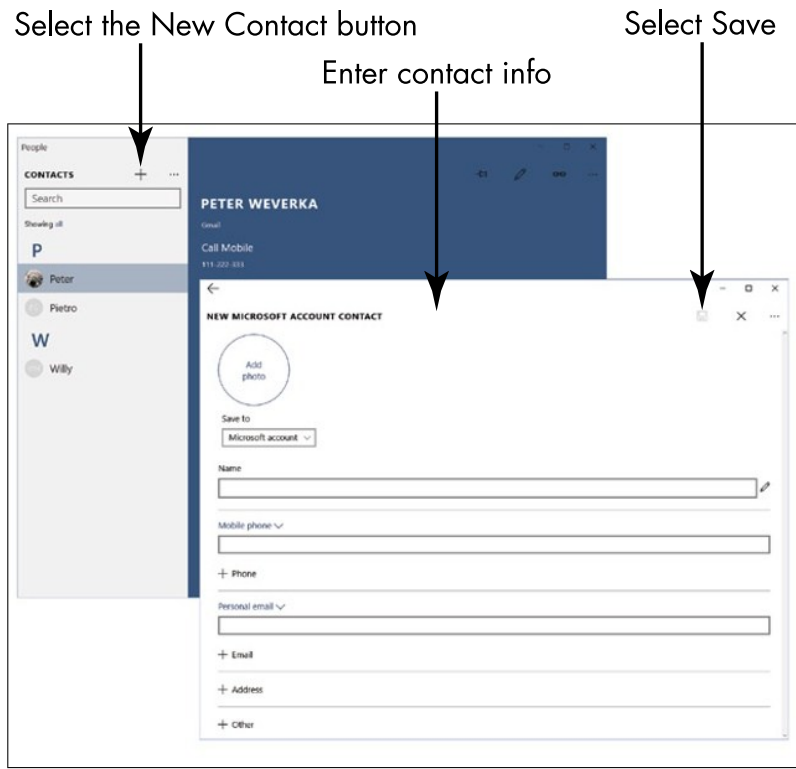 Select the New Contact button
Select Save
Enter contact info
People
CONTACTS
Search
Showing all
P
Peter
Pietro
W
Willy
PETER WEVERKA
Gmail
Call Mobile
111-222-333
NEW MICROSOFT ACCOUNT CONTACT
Add
photo
Save to
Microsoft account
Name
Mobile phone
+ Phone
Personal email
+ Email
+ Address
+ Other